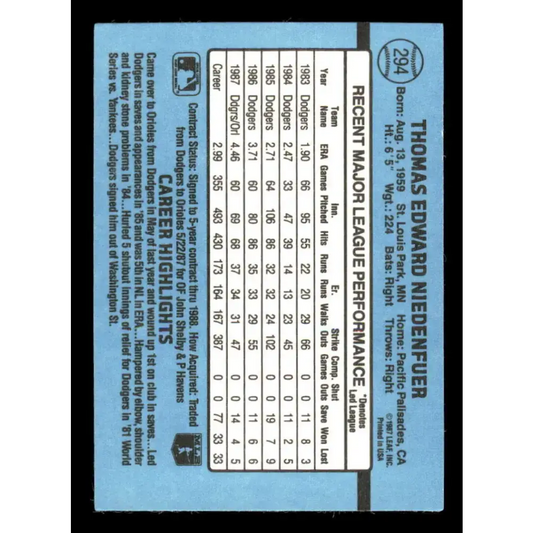 294
THOMAS EDWARD NIEDENFUER
©1987 LEAF, INC.
Printed in USA
Born: Aug. 13, 1959 St. Louis Park, MN Home: Pacific Palisades, CA
Ht.: 6' 5" Wgt.: 224 Bats: Right Throws: Right
RECENT MAJOR LEAGUE PERFORMANCE *Denotes Led League
Team Inn. Er. Strike Comp. Shut
Year Name ERA Games Pitched Hits Runs Runs Walks Outs Games Outs Save Won Lost
1983 Dodgers 1.90 66 95 55 22 20 29 66 0 0 11 8 3
1984 Dodgers 2.47 33 47 39 14 13 23 45 0 0 11 2 5
1985 Dodgers 2.71 64 106 86 32 32 24 102 0 0 19 7 9
1986 Dodgers 3.71 60 80 86 35 33 29 55 0 0 11 6 6
1987 Ddgrs/Orl 4.46 60 69 68 37 34 31 47 0 0 14 4 5
Career 2.99 355 493 430 173 164 167 387 0 0 77 33 33
Contract Status: Signed to 5-year contract thru 1988. How Acquired: Traded
from Dodgers to Orioles 5/22/87 for OF John Shelby & P Havens
CAREER HIGHLIGHTS
Came over to Orioles from Dodgers in May of last year and wound up 1st on club in saves...Led
Dodgers in saves and appearances in '85 and was 5th in NL in ERA...Hampered by elbow, shoulder
and kidney stone problems in '84...Hurled 5 shutout innings of relief for Dodgers in '81 World
Series vs. Yankees...Dodgers signed him out of Washington St.